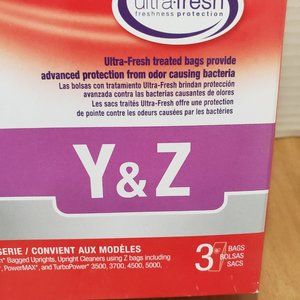 ultra·fresh
freshness protection
Ultra-Fresh treated bags provide
advanced protection from odor causing bacteria
Las bolsas con tratamiento Ultra-Fresh brindan protección
avanzada contra las bacterias causantes de olores
Les sacs traités Ultra-Fresh offre une protection
de pointe contre les odeurs causées par les bactéries
Y & Z
SERIE / CONVIENT AUX MODÈLES
Bagged Uprights, Upright Cleaners using Z bags including
PowerMAX, and TurboPower® 3500, 3700, 4500, 5000,
3 BAGS
BOLSAS
SACS